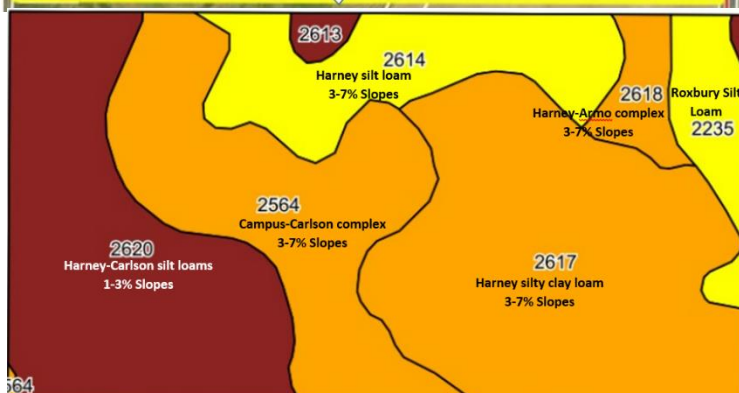 2613
2614
Harney silt loam
3-7% Slopes
2618
Harney-Armo complex
3-7% Slopes
Roxbury Silt
Loam
2235
2564
Campus-Carlson complex
3-7% Slopes
2620
Harney-Carlson silt loams
1-3% Slopes
2617
Harney silty clay loam
3-7% Slopes
564